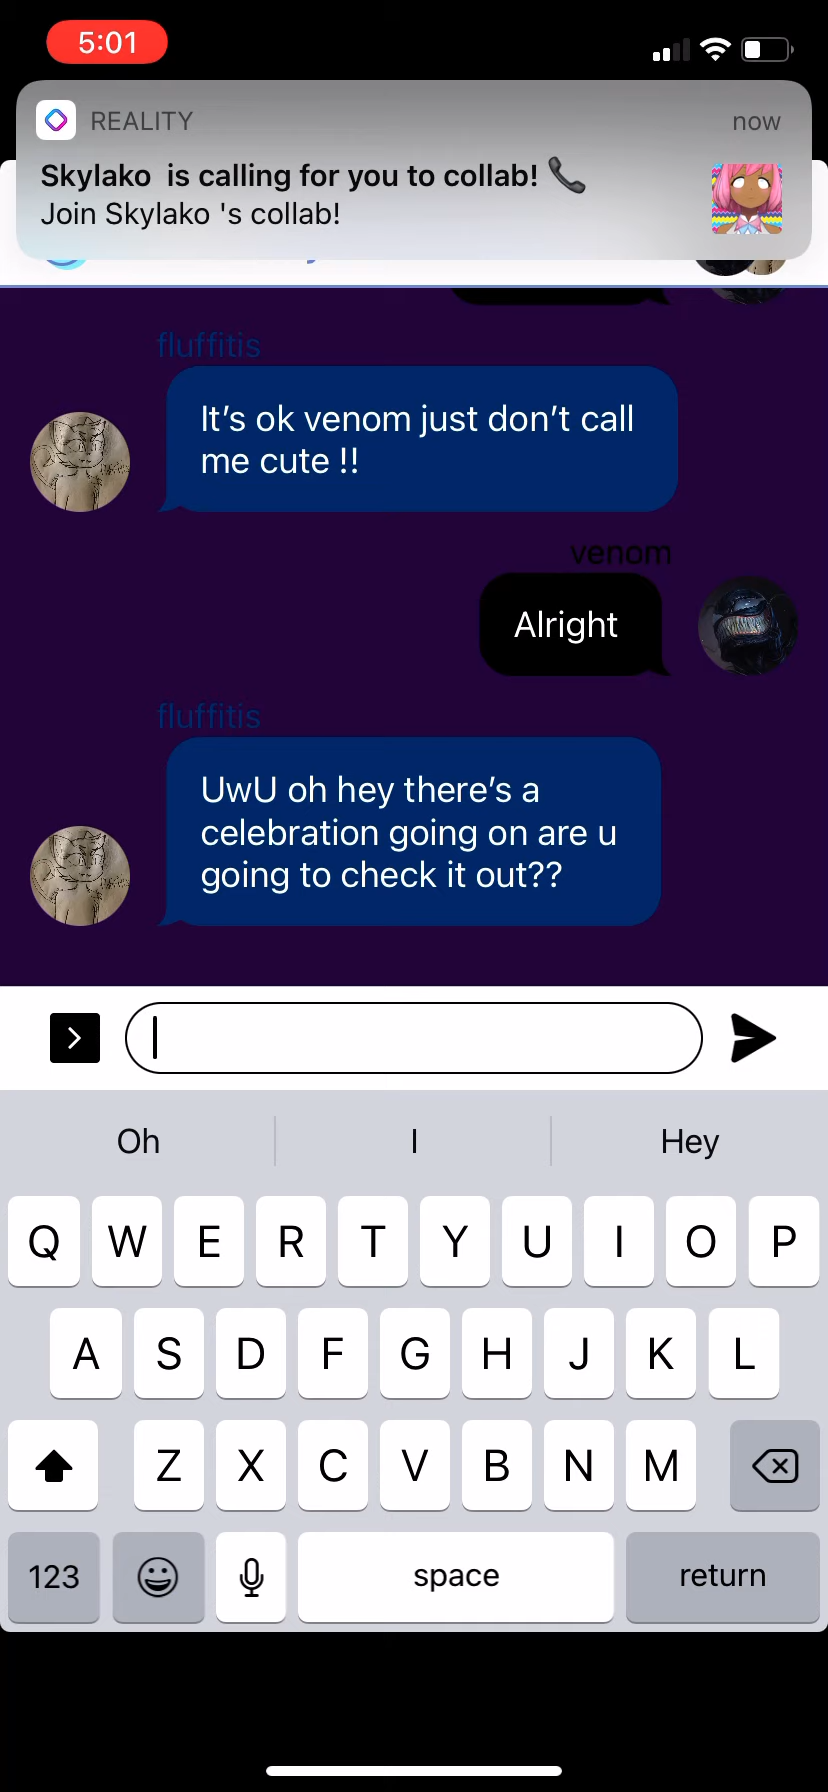 5:01
REALITY
now
Skylako  is calling for you to collab! 📞
Join Skylako 's collab!
fluffitis
It's ok venom just don't call
me cute !!
venom
Alright
fluffitis
UwU oh hey there's a
celebration going on are u
going to check it out??
Oh I Hey
Q W E R T Y U I O P
A S D F G H J K L
Z X C V B N M
123 space return